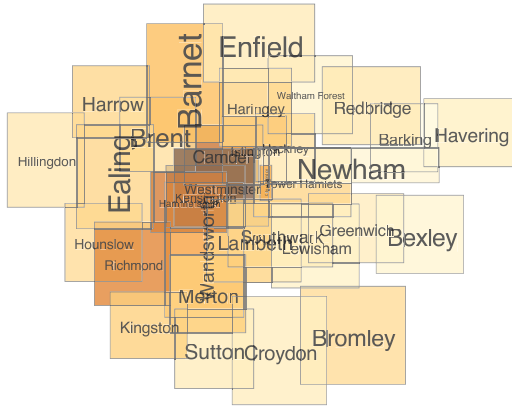 Enfield
Barnet
Waltham Forest
Harrow
Haringey
Redbridge
Brent
Barking
Havering
Hackney
Islington
Camden
Hillingdon
Ealing
Newham
Tower Hamlets
Westminster
Kensington
Wandsworth
Southwark
Greenwich
Bexley
Hounslow
Lambeth
Lewisham
Richmond
Merton
Kingston
Sutton
Croydon
Bromley